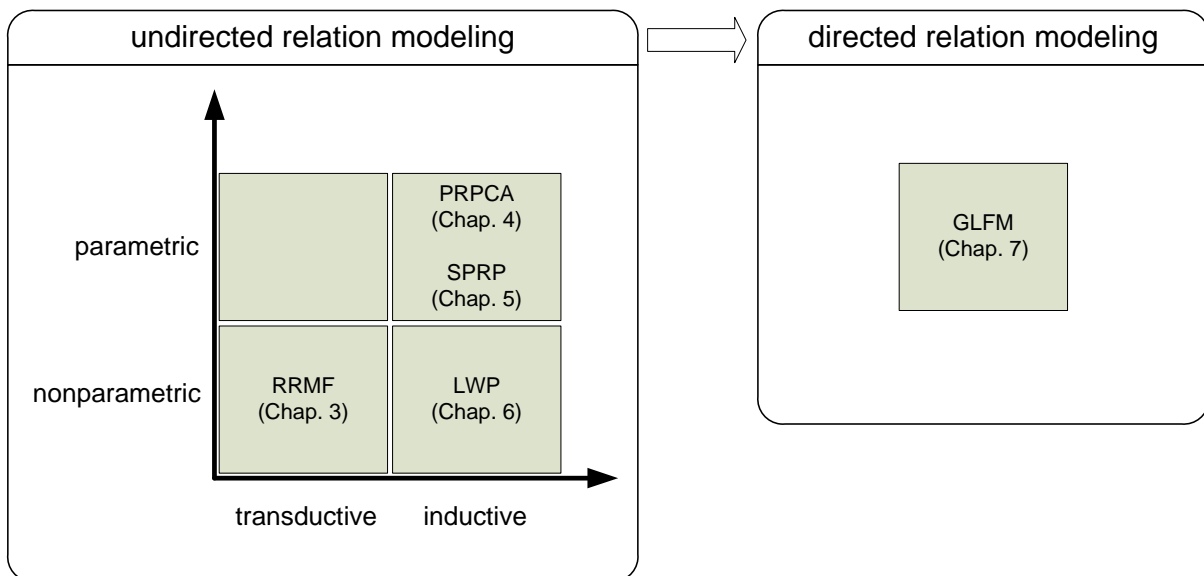 undirected relation modeling
directed relation modeling
parametric
PRPCA
(Chap. 4)
SPRP
(Chap. 5)
GLFM
(Chap. 7)
nonparametric
RRMF
(Chap. 3)
LWP
(Chap. 6)
transductive
inductive